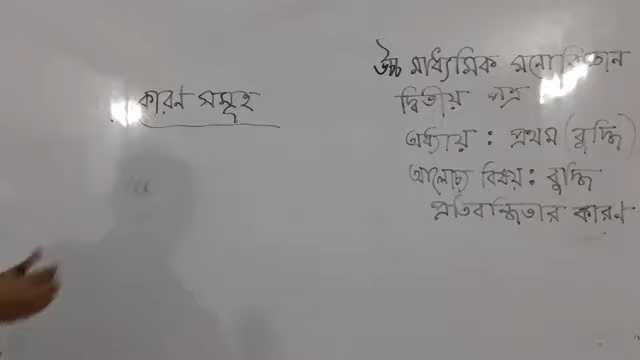 কারণ সমূহ
উচ্চ মাধ্যমিক মনোবিজ্ঞান
দ্বিতীয় পত্র
অধ্যায় : প্রথম (বুদ্ধি)
আলোচ্য বিষয় : বুদ্ধি
প্রতিবন্ধিতার কারণ